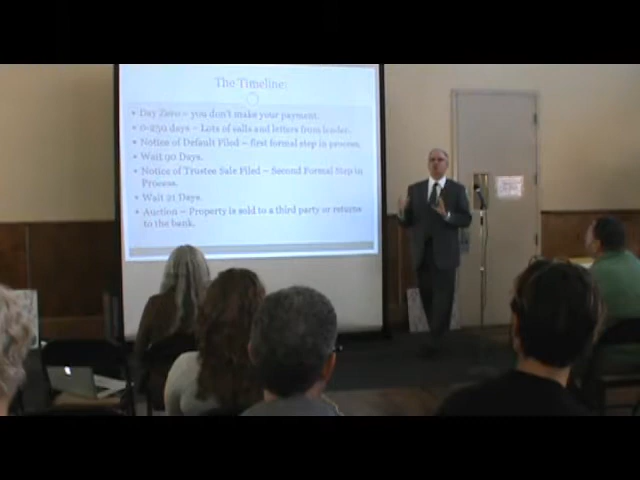 The Timeline:
• Day Zero – you don't make your payment.
• 0-250 days – Lots of calls and letters from lender.
• Notice of Default Filed – first formal step in process.
• Wait 90 Days.
• Notice of Trustee Sale Filed – Second Formal Step in
Process.
• Wait 21 Days.
• Auction – Property is sold to a third party or returns
to the bank.